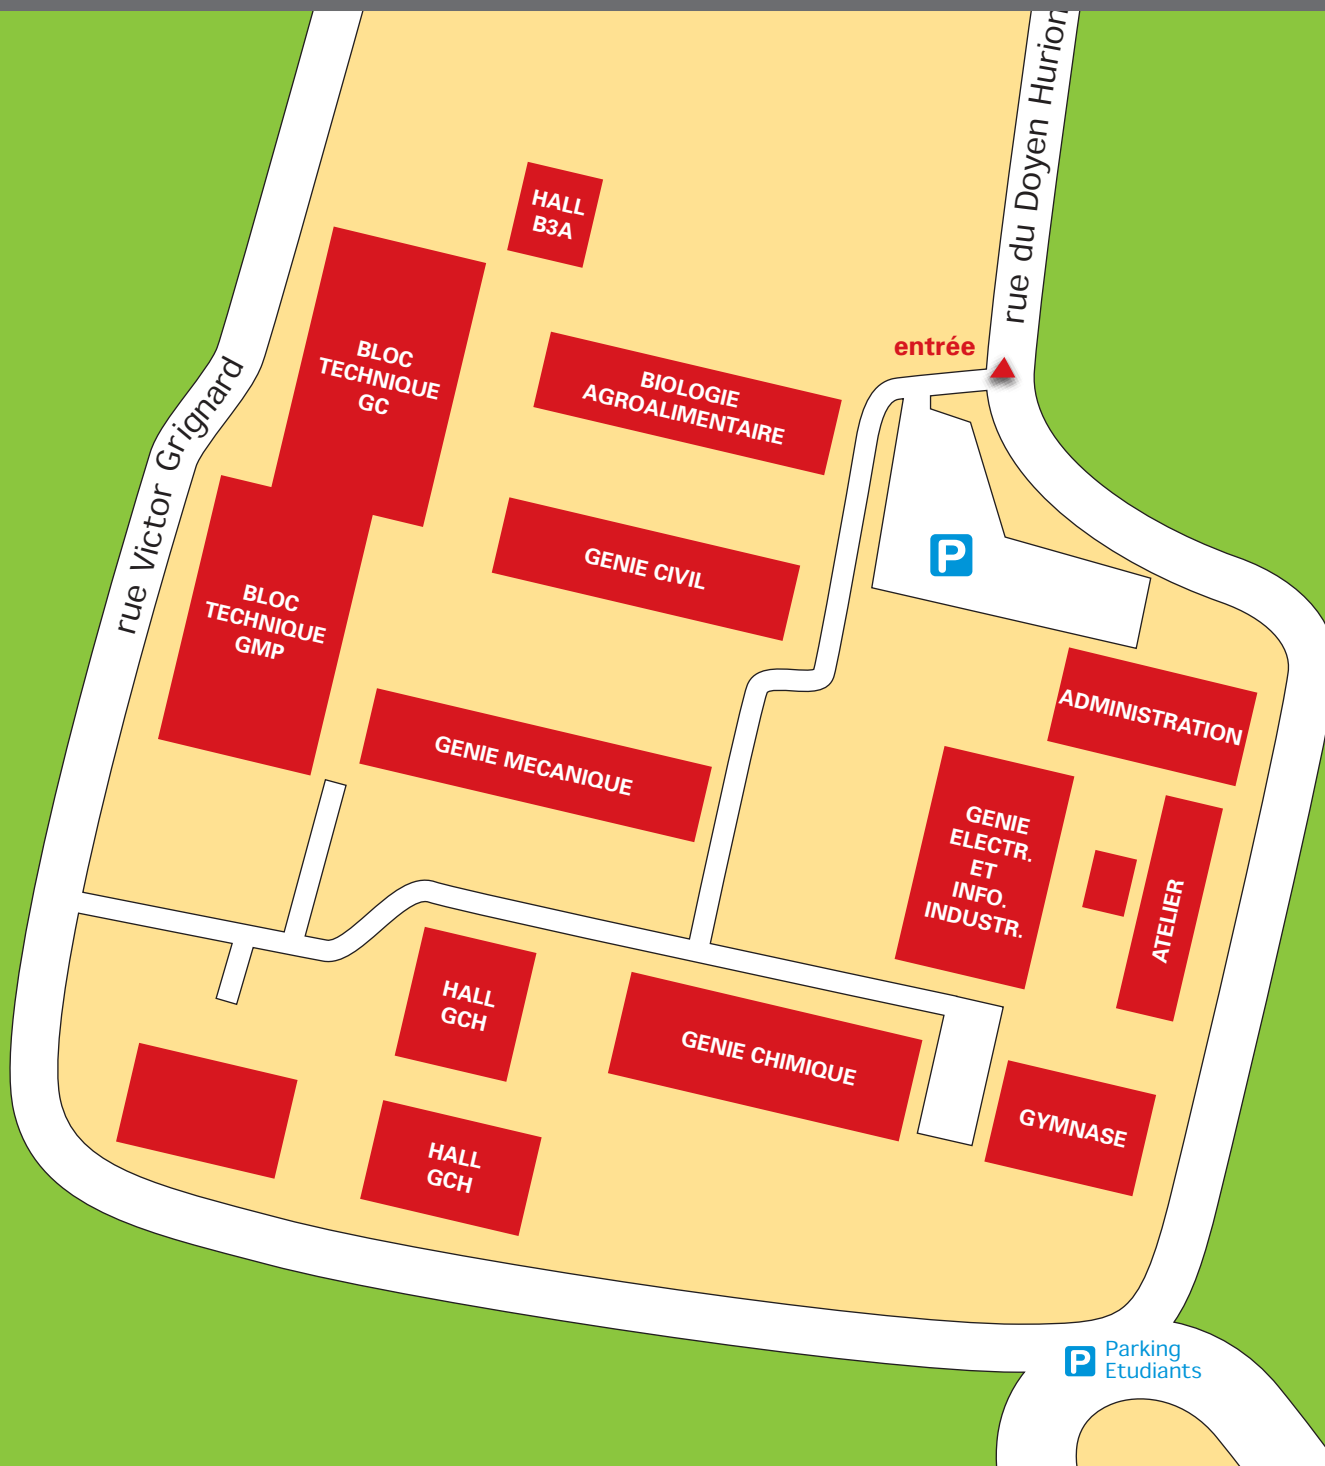 rue du Doyen Hurion
HALL
B3A
entrée
BLOC
TECHNIQUE
GC
BIOLOGIE
AGROALIMENTAIRE
rue Victor Grignard
P
GENIE CIVIL
BLOC
TECHNIQUE
GMP
ADMINISTRATION
GENIE MECANIQUE
GENIE
ELECTR.
ET
INFO.
INDUSTR.
ATELIER
HALL
GCH
GENIE CHIMIQUE
GYMNASE
HALL
GCH
P
Parking
Etudiants